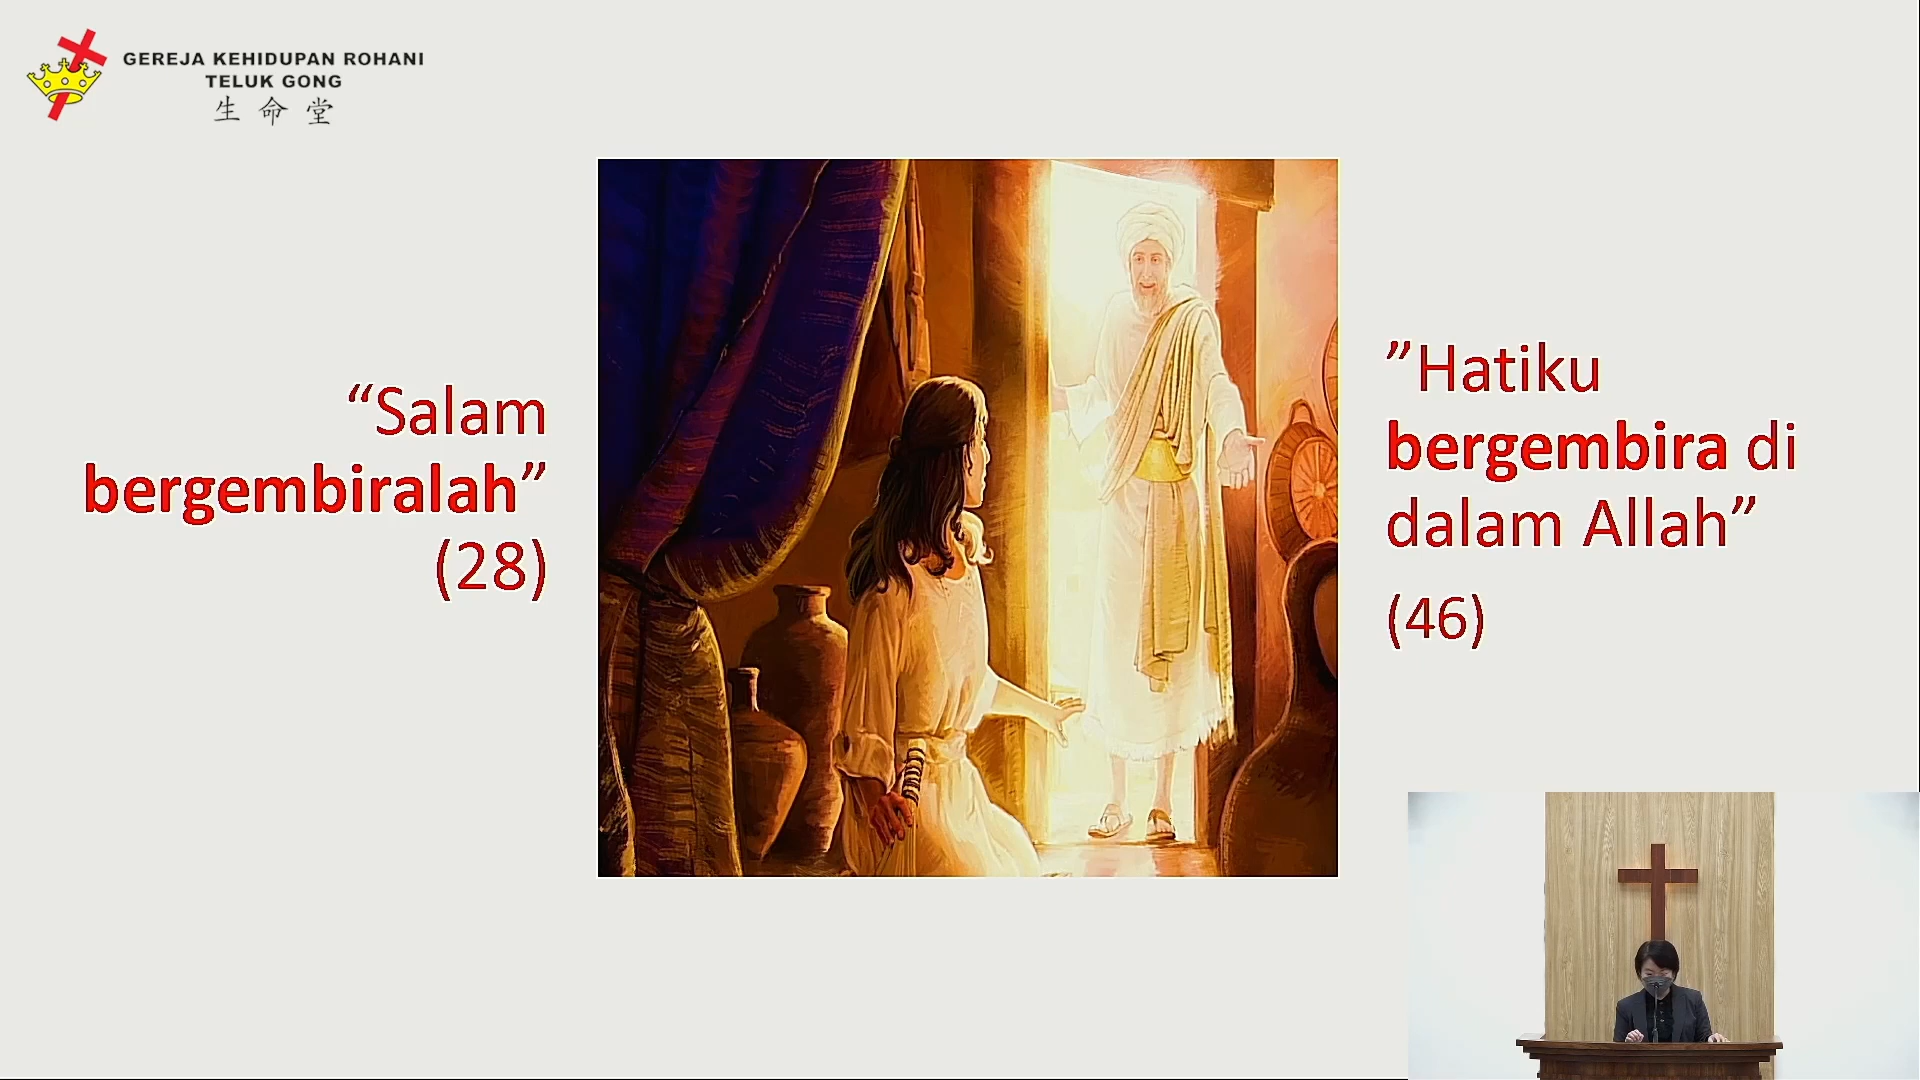 GEREJA KEHIDUPAN ROHANI
TELUK GONG
生命堂
“Salam
bergembiralah”
(28)
”Hatiku
bergembira di
dalam Allah”
(46)